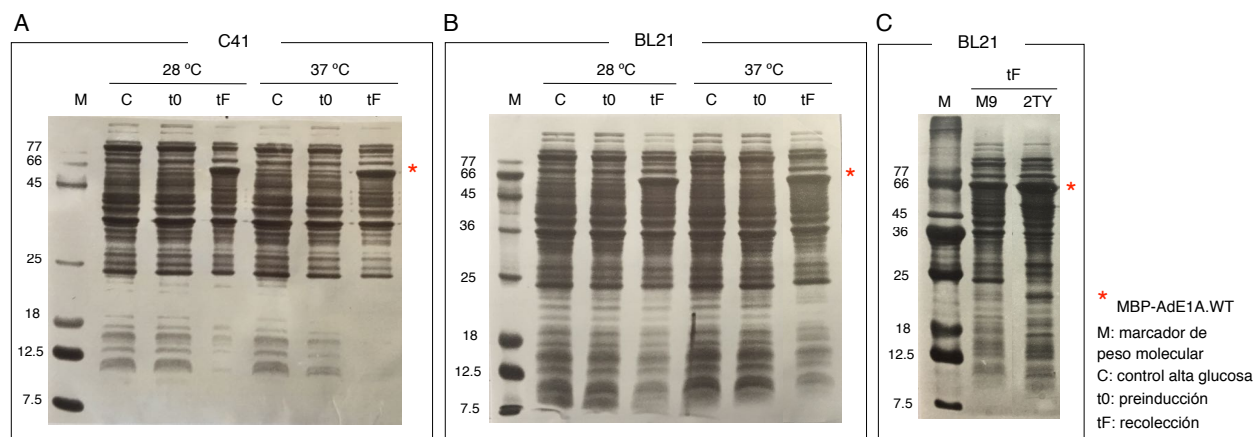 A
C41
28 ºC
37 ºC
M
C
t0
tF
C
t0
tF
77
66
45
25
18
12.5
7.5
*
B
BL21
28 ºC
37 ºC
M
C
t0
tF
C
t0
tF
77
66
45
36
25
18
12.5
7.5
*
C
BL21
tF
M
M9
2TY
77
66
45
36
25
18
12.5
7.5
*
* MBP-AdE1A.WT
M: marcador de
peso molecular
C: control alta glucosa
t0: preinducción
tF: recolección